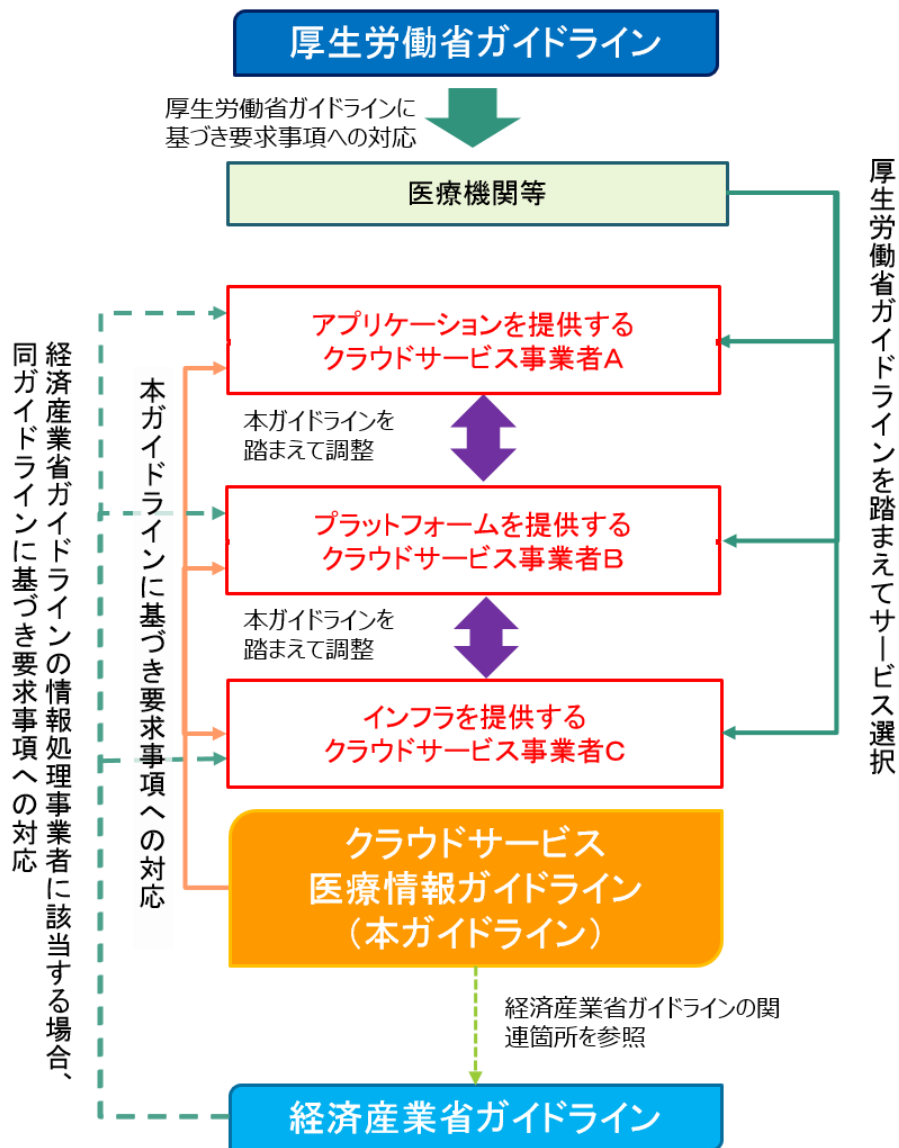 厚生労働省ガイドライン
厚生労働省ガイドラインに
基づき要求事項への対応
医療機関等
アプリケーションを提供する
クラウドサービス事業者A
本ガイドラインを
踏まえて調整
プラットフォームを提供する
クラウドサービス事業者B
本ガイドラインを
踏まえて調整
インフラを提供する
クラウドサービス事業者C
クラウドサービス
医療情報ガイドライン
（本ガイドライン）
経済産業省ガイドラインの関
連箇所を参照
経済産業省ガイドライン
厚生労働省ガイドラインを踏まえてサービス選択
本ガイドラインに基づき要求事項への対応
経済産業省ガイドラインの情報処理事業者に該当する場合、
同ガイドラインに基づき要求事項への対応